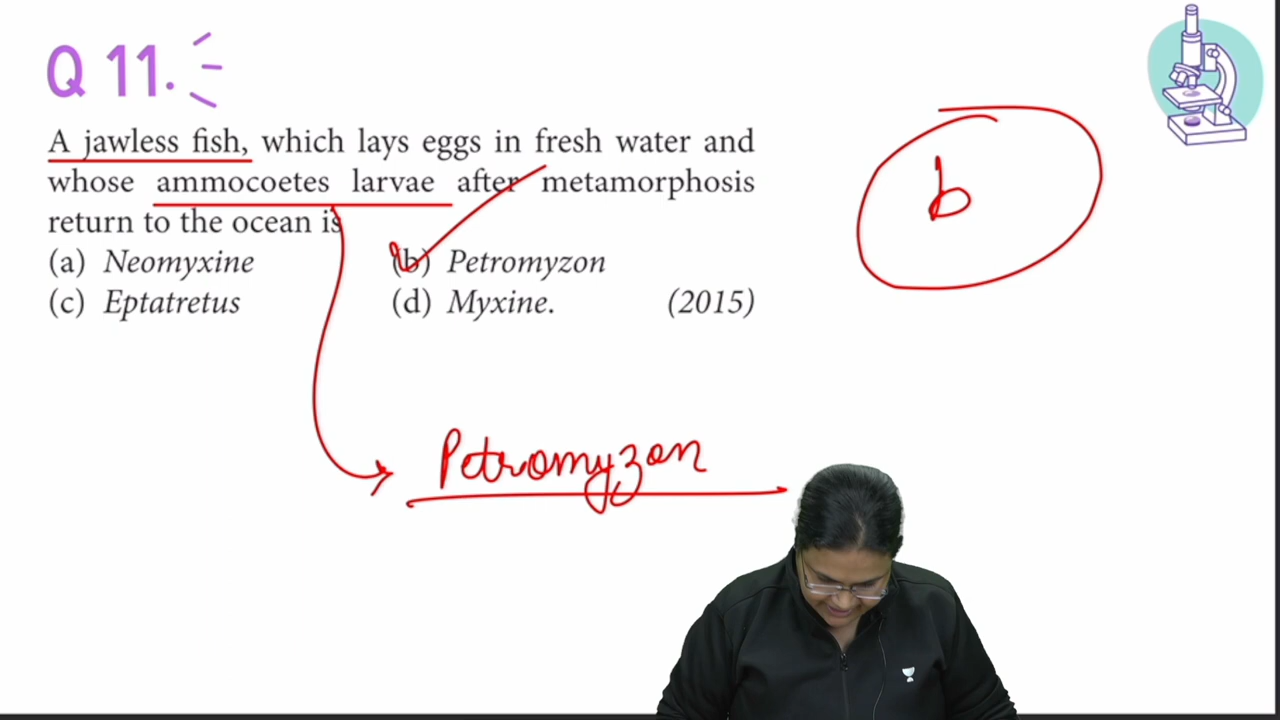 Q 11.
A jawless fish, which lays eggs in fresh water and
whose ammocoetes larvae after metamorphosis
return to the ocean is
(a) Neomyxine (b) Petromyzon
(c) Eptatretus (d) Myxine. (2015)
b
Petromyzon